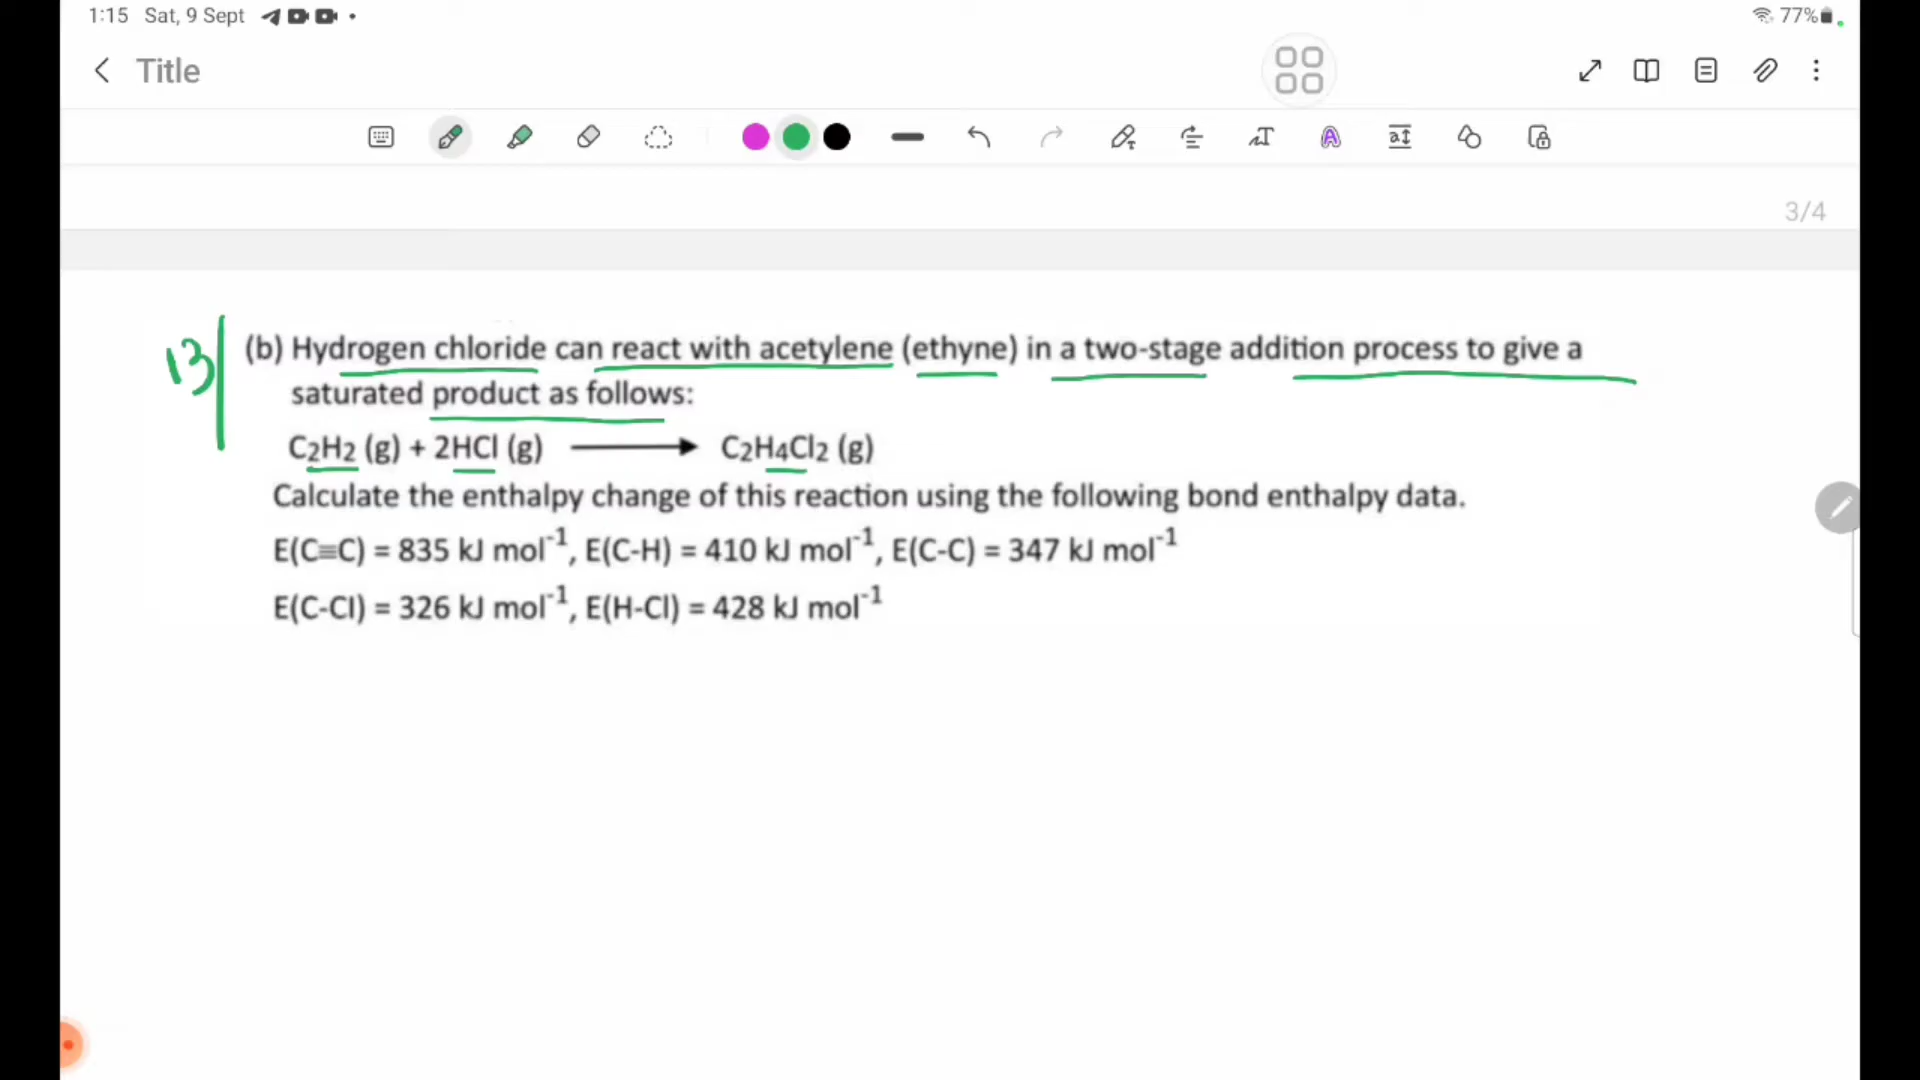 1:15 Sat, 9 Sept
77%
Title
3/4
13
(b) Hydrogen chloride can react with acetylene (ethyne) in a two-stage addition process to give a
saturated product as follows:
C2H2 (g) + 2HCl (g) ⟶ C2H4Cl2 (g)
Calculate the enthalpy change of this reaction using the following bond enthalpy data.
E(C≡C) = 835 kJ mol⁻¹, E(C-H) = 410 kJ mol⁻¹, E(C-C) = 347 kJ mol⁻¹
E(C-Cl) = 326 kJ mol⁻¹, E(H-Cl) = 428 kJ mol⁻¹